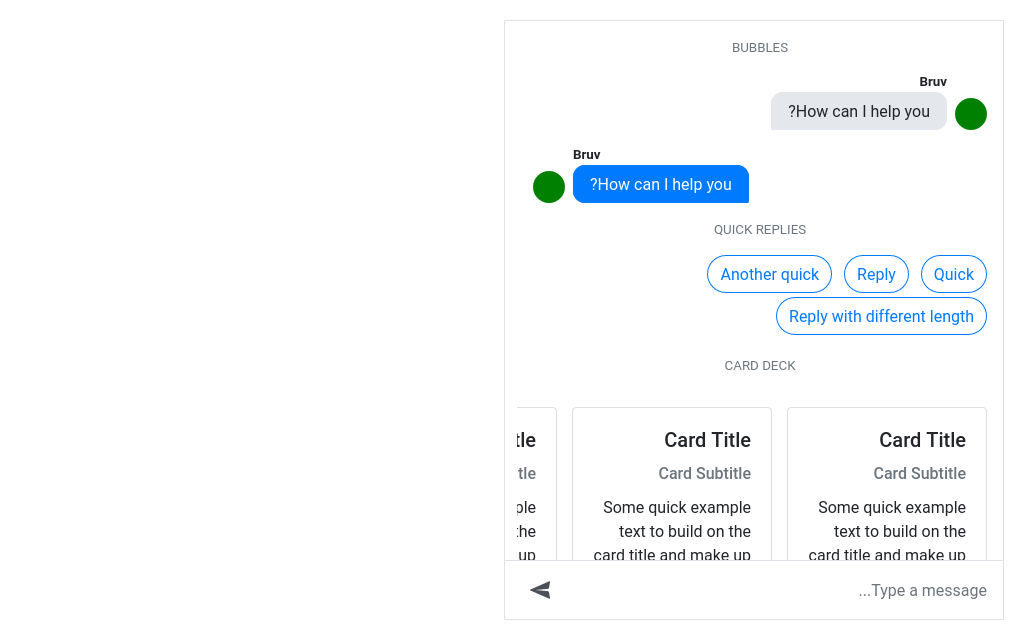 BUBBLES
Bruv
?How can I help you
Bruv
?How can I help you
QUICK REPLIES
Quick
Reply
Another quick
Reply with different length
CARD DECK
Card Title
Card Subtitle
Some quick example
text to build on the
card title and make up
Card Title
Card Subtitle
Some quick example
text to build on the
card title and make up
the
up
...Type a message